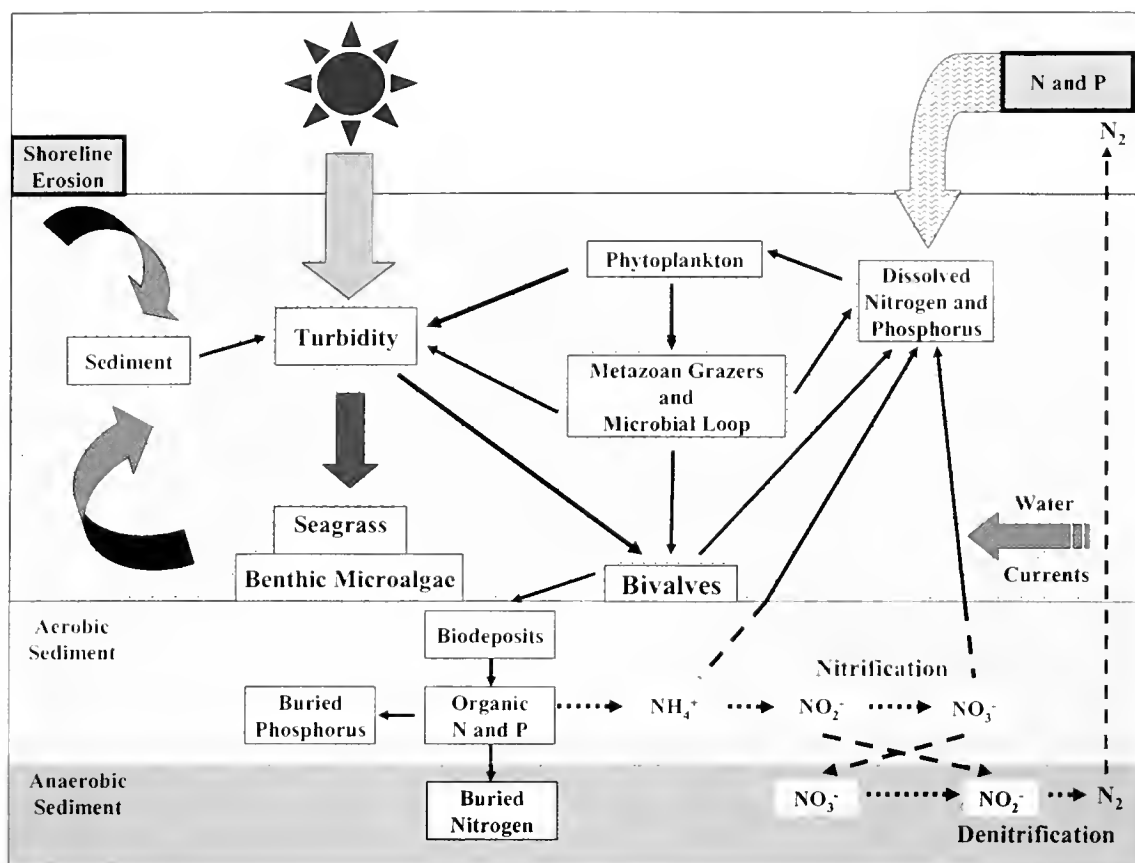 N and P
N₂
Shoreline
Erosion
Phytoplankton
Dissolved
Nitrogen and
Phosphorus
Turbidity
Sediment
Metazoan Grazers
and
Microbial Loop
Water
Currents
Seagrass
Benthic Microalgae
Bivalves
Aerobic
Sediment
Biodeposits
Nitrification
Buried
Phosphorus
Organic
N and P
NH₄⁺
NO₂⁻
NO₃⁻
Anaerobic
Sediment
Buried
Nitrogen
NO₃⁻
NO₂⁻
N₂
Denitrification